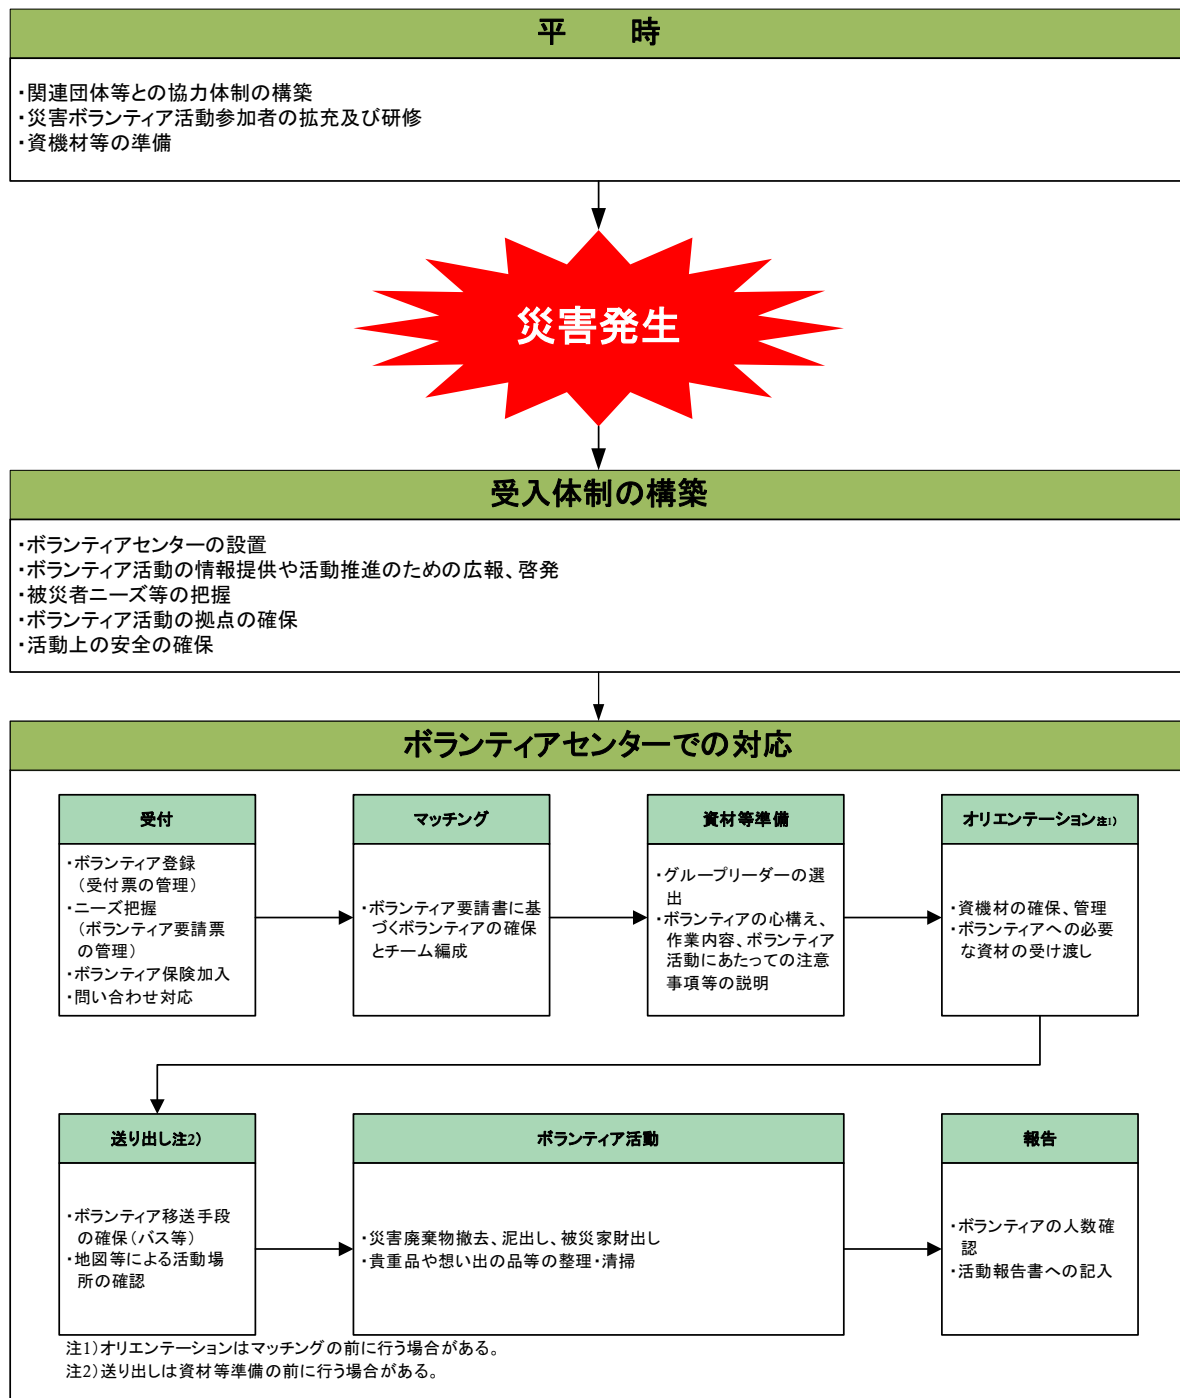 平　時
・関連団体等との協力体制の構築
・災害ボランティア活動参加者の拡充及び研修
・資機材等の準備
災害発生
受入体制の構築
・ボランティアセンターの設置
・ボランティア活動の情報提供や活動推進のための広報、啓発
・被災者ニーズ等の把握
・ボランティア活動の拠点の確保
・活動上の安全の確保
ボランティアセンターでの対応
受付
・ボランティア登録
（受付票の管理）
・ニーズ把握
（ボランティア要請票
の管理）
・ボランティア保険加入
・問い合わせ対応
マッチング
・ボランティア要請書に基
づくボランティアの確保
とチーム編成
資材等準備
・グループリーダーの選
出
・ボランティアの心構え、
作業内容、ボランティア
活動にあたっての注意
事項等の説明
オリエンテーション注1）
・資機材の確保、管理
・ボランティアへの必要
な資材の受け渡し
送り出し注2）
・ボランティア移送手段
の確保（バス等）
・地図等による活動場
所の確認
ボランティア活動
・災害廃棄物撤去、泥出し、被災家財出し
・貴重品や想い出の品等の整理・清掃
報告
・ボランティアの人数確
認
・活動報告書への記入
注1）オリエンテーションはマッチングの前に行う場合がある。
注2）送り出しは資材等準備の前に行う場合がある。